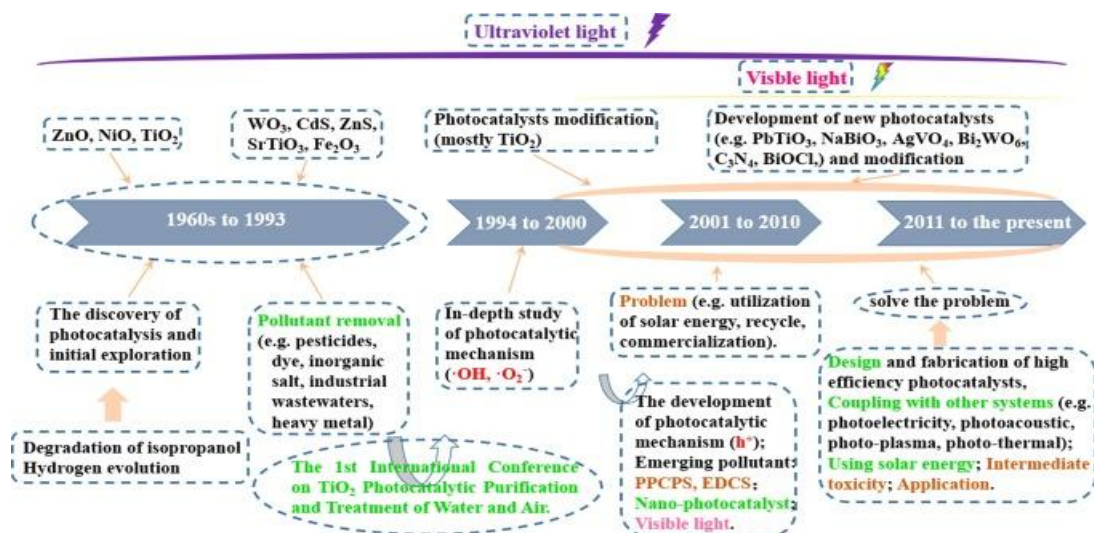 Ultraviolet light
Visble light
ZnO, NiO, TiO₂
WO₃, CdS, ZnS,
SrTiO₃, Fe₂O₃
Photocatalysts modification
(mostly TiO₂)
Development of new photocatalysts
(e.g. PbTiO₃, NaBiO₃, AgVO₄, Bi₂WO₆,
C₃N₄, BiOCl,) and modification
1960s to 1993
1994 to 2000
2001 to 2010
2011 to the present
The discovery of
photocatalysis and
initial exploration
Degradation of isopropanol
Hydrogen evolution
Pollutant removal
(e.g. pesticides,
dye, inorganic
salt, industrial
wastewaters,
heavy metal)
The 1st International Conference
on TiO₂ Photocatalytic Purification
and Treatment of Water and Air.
In-depth study
of photocatalytic
mechanism
(·OH, ·O₂⁻)
Problem (e.g. utilization
of solar energy, recycle,
commercialization).
The development
of photocatalytic
mechanism (h⁺);
Emerging pollutant:
PPCPS, EDCS;
Nano-photocatalyst;
Visible light.
solve the problem
Design and fabrication of high
efficiency photocatalysts,
Coupling with other systems (e.g.
photoelectricity, photoacoustic,
photo-plasma, photo-thermal);
Using solar energy; Intermediate
toxicity; Application.